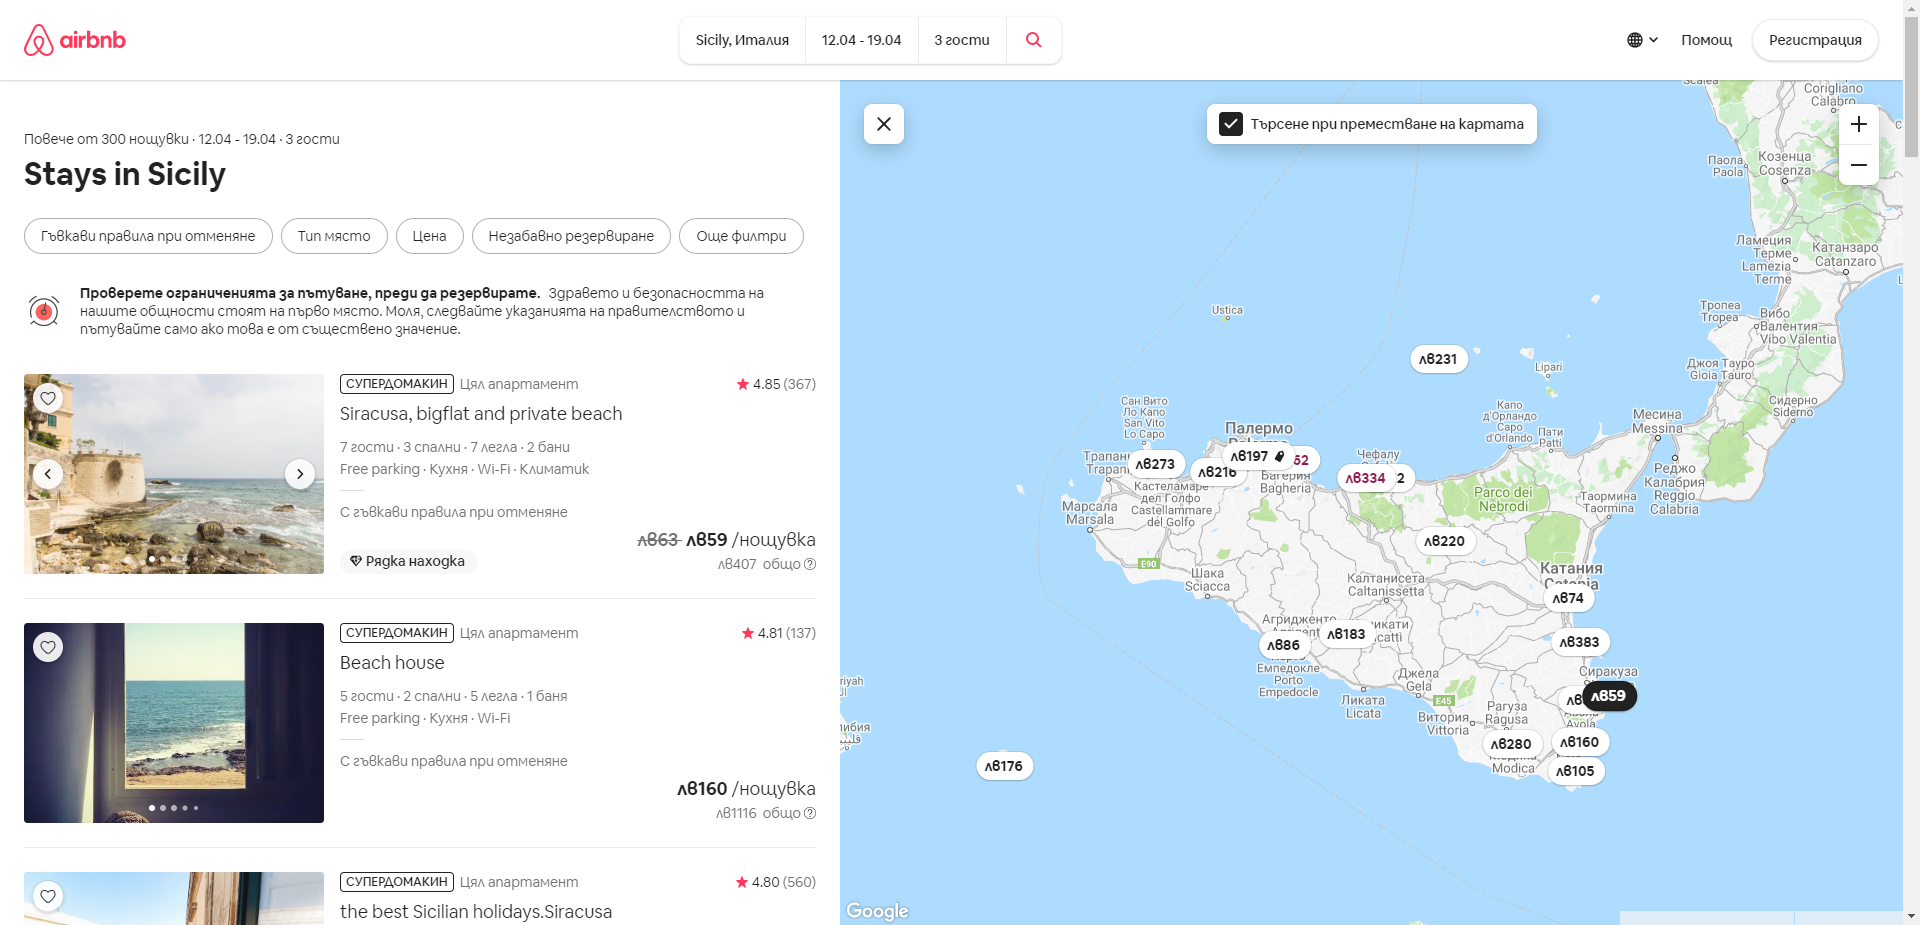 airbnb
Sicily, Италия
12.04 - 19.04
3 гости
Помощ
Регистрация
Повече от 300 нощувки · 12.04 - 19.04 · 3 гости
Stays in Sicily
Гъвкави правила при отменяне
Тип място
Цена
Незабавно резервиране
Още филтри
Проверете ограниченията за пътуване, преди да резервирате. Здравето и безопасността на
нашите общности стоят на първо място. Моля, следвайте указанията на правителството и
пътувайте само ако това е от съществено значение.
СУПЕРДОМАКИН Цял апартамент
4.85 (367)
Siracusa, bigflat and private beach
7 гости · 3 спални · 7 легла · 2 бани
Free parking · Кухня · Wi-Fi · Климатик
С гъвкави правила при отменяне
лв63 лв59 /нощувка
Рядка находка
лв407 общо
СУПЕРДОМАКИН Цял апартамент
4.81 (137)
Beach house
5 гости · 2 спални · 5 легла · 1 баня
Free parking · Кухня · Wi-Fi
С гъвкави правила при отменяне
лв160 /нощувка
лв1116 общо
СУПЕРДОМАКИН Цял апартамент
4.80 (560)
the best Sicilian holidays.Siracusa
Търсене при преместване на картата
Corigliano
Calabro
Паола
Paola
Козенца
Cosenza
Ламеция
Терме
Lamezia
Terme
Катанзаро
Catanzaro
Тропеа
Tropea
Вибо
Валентия
Vibo Valentia
Ustica
лв231
Lipari
Джоя Тауро
Gioia Tauro
Сан Вито
Ло Капо
San Vito
Lo Capo
Капо
д'Орландо
Capo
d'Orlando
Пати
Patti
Месина
Messina
Сидерно
Siderno
Палермо
Palermo
Чефалу
Трапани
Trapani
лв273
лв216
лв197
лв334
Багерия
Bagheria
Реджо
Калабрия
Reggio
Calabria
Кастеламаре
дел Голфо
Castellammare
del Golfo
Parco dei
Nebrodi
Таормина
Taormina
Марсала
Marsala
лв220
E90
Шака
Sciacca
Калтанисета
Caltanissetta
Катания
Catania
лв74
Агридженто
лв86
лв183
лв383
Порто
Емпедокле
Porto
Empedocle
Джела
Gela
Сиракуза
лв59
Ликата
Licata
E45
Витория
Vittoria
Рагуза
Ragusa
Avola
лв280
лв160
Modica
лв105
лв176
Google